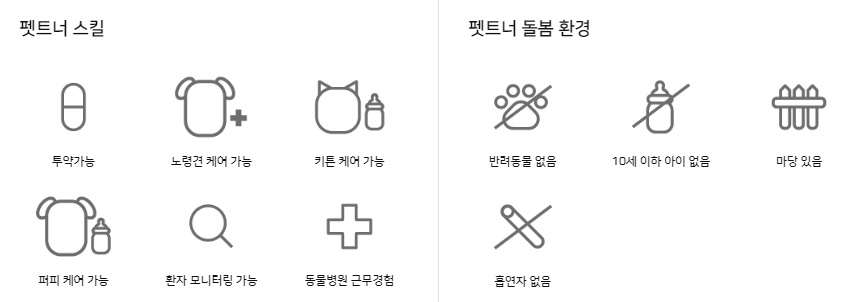 펫트너 스킬
투약가능
노령견 케어 가능
키튼 케어 가능
퍼피 케어 가능
환자 모니터링 가능
동물병원 근무경험
펫트너 돌봄 환경
반려동물 없음
10세 이하 아이 없음
마당 있음
흡연자 없음